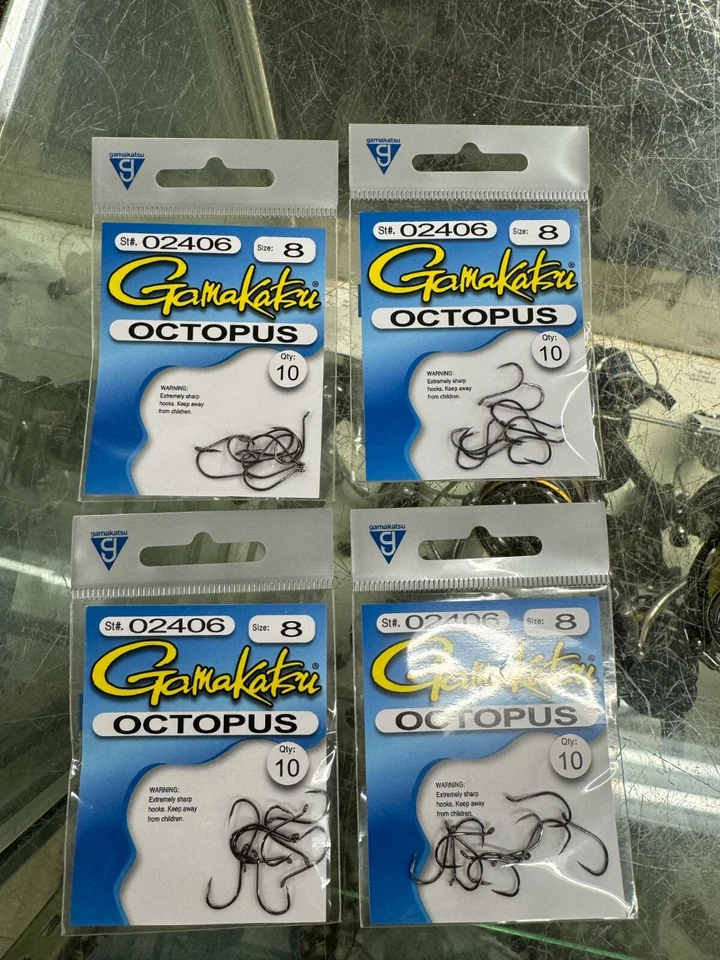 gamakatsu
g
St#. 02406 Size: 8
Gamakatsu®
OCTOPUS
Qty:
10
WARNING:
Extremely sharp
hooks. Keep away
from children.
gamakatsu
g
St#. 02406 Size: 8
Gamakatsu®
OCTOPUS
Qty:
10
WARNING:
Extremely sharp
hooks. Keep away
from children.
gamakatsu
g
St#. 02406 Size: 8
Gamakatsu®
OCTOPUS
Qty:
10
WARNING:
Extremely sharp
hooks. Keep away
from children.
gamakatsu
g
St#. 02406 Size: 8
Gamakatsu®
OCTOPUS
Qty:
10
WARNING:
Extremely sharp
hooks. Keep away
from children.